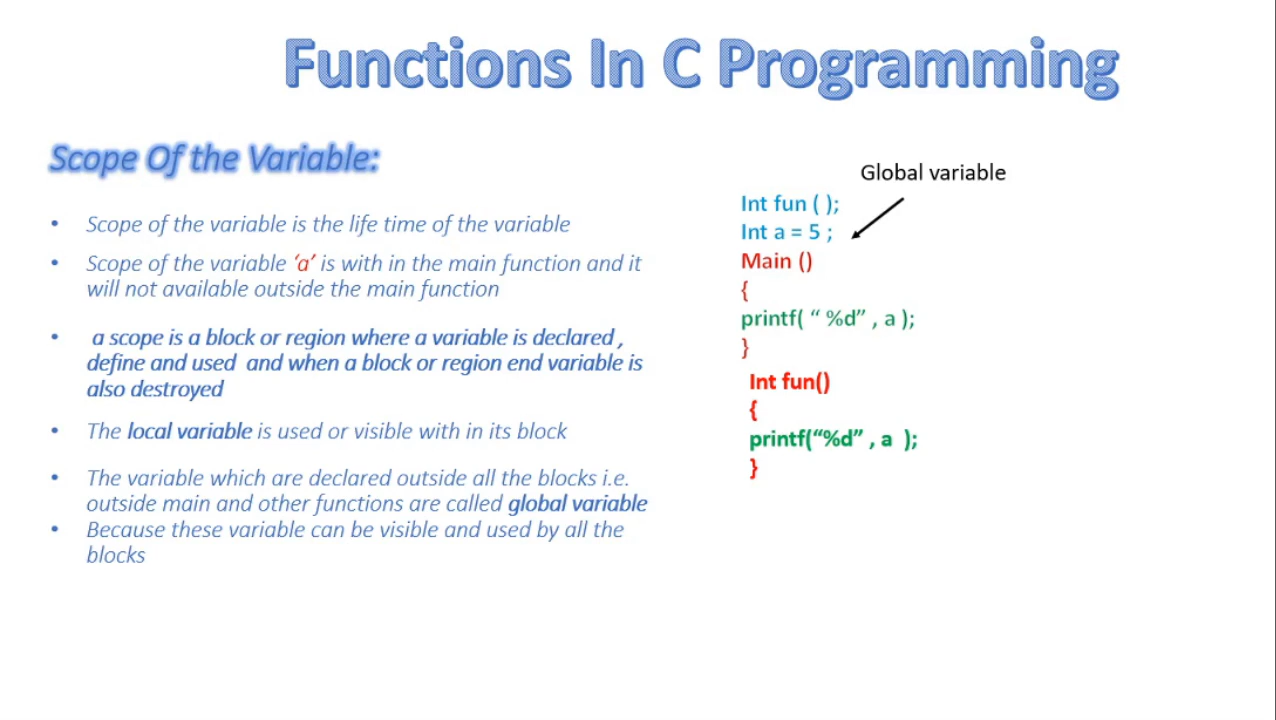 Functions In C Programming
Scope Of the Variable:
• Scope of the variable is the life time of the variable
• Scope of the variable ‘a’ is with in the main function and it
will not available outside the main function
• a scope is a block or region where a variable is declared ,
define and used and when a block or region end variable is
also destroyed
• The local variable is used or visible with in its block
• The variable which are declared outside all the blocks i.e.
outside main and other functions are called global variable
• Because these variable can be visible and used by all the
blocks
Global variable
Int fun ( );
Int a = 5 ;
Main ()
{
printf( “ %d” , a );
}
Int fun()
{
printf(“%d” , a );
}